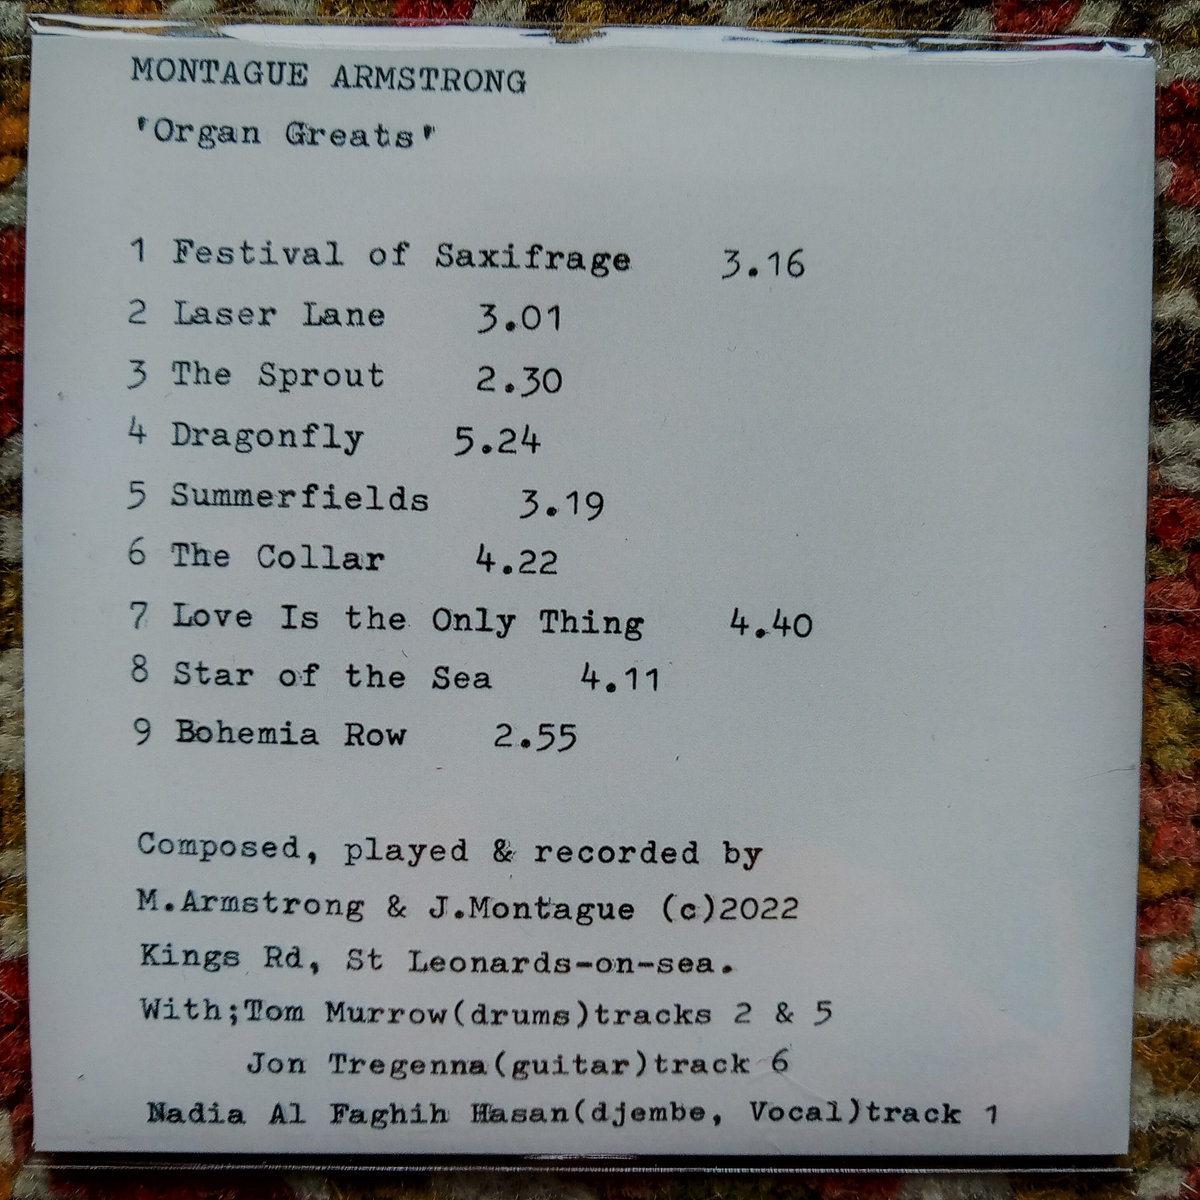 MONTAGUE ARMSTRONG
"Organ Greats"
1 Festival of Saxifrage 3.16
2 Laser Lane 3.01
3 The Sprout 2.30
4 Dragonfly 5.24
5 Summerfields 3.19
6 The Collar 4.22
7 Love Is the Only Thing 4.40
8 Star of the Sea 4.11
9 Bohemia Row 2.55
Composed, played & recorded by
M.Armstrong & J.Montague (c)2022
Kings Rd, St Leonards-on-sea.
With;Tom Murrow(drums)tracks 2 & 5
Jon Tregenna(guitar)track 6
Nadia Al Faghih Hasan(djembe, Vocal)track 1